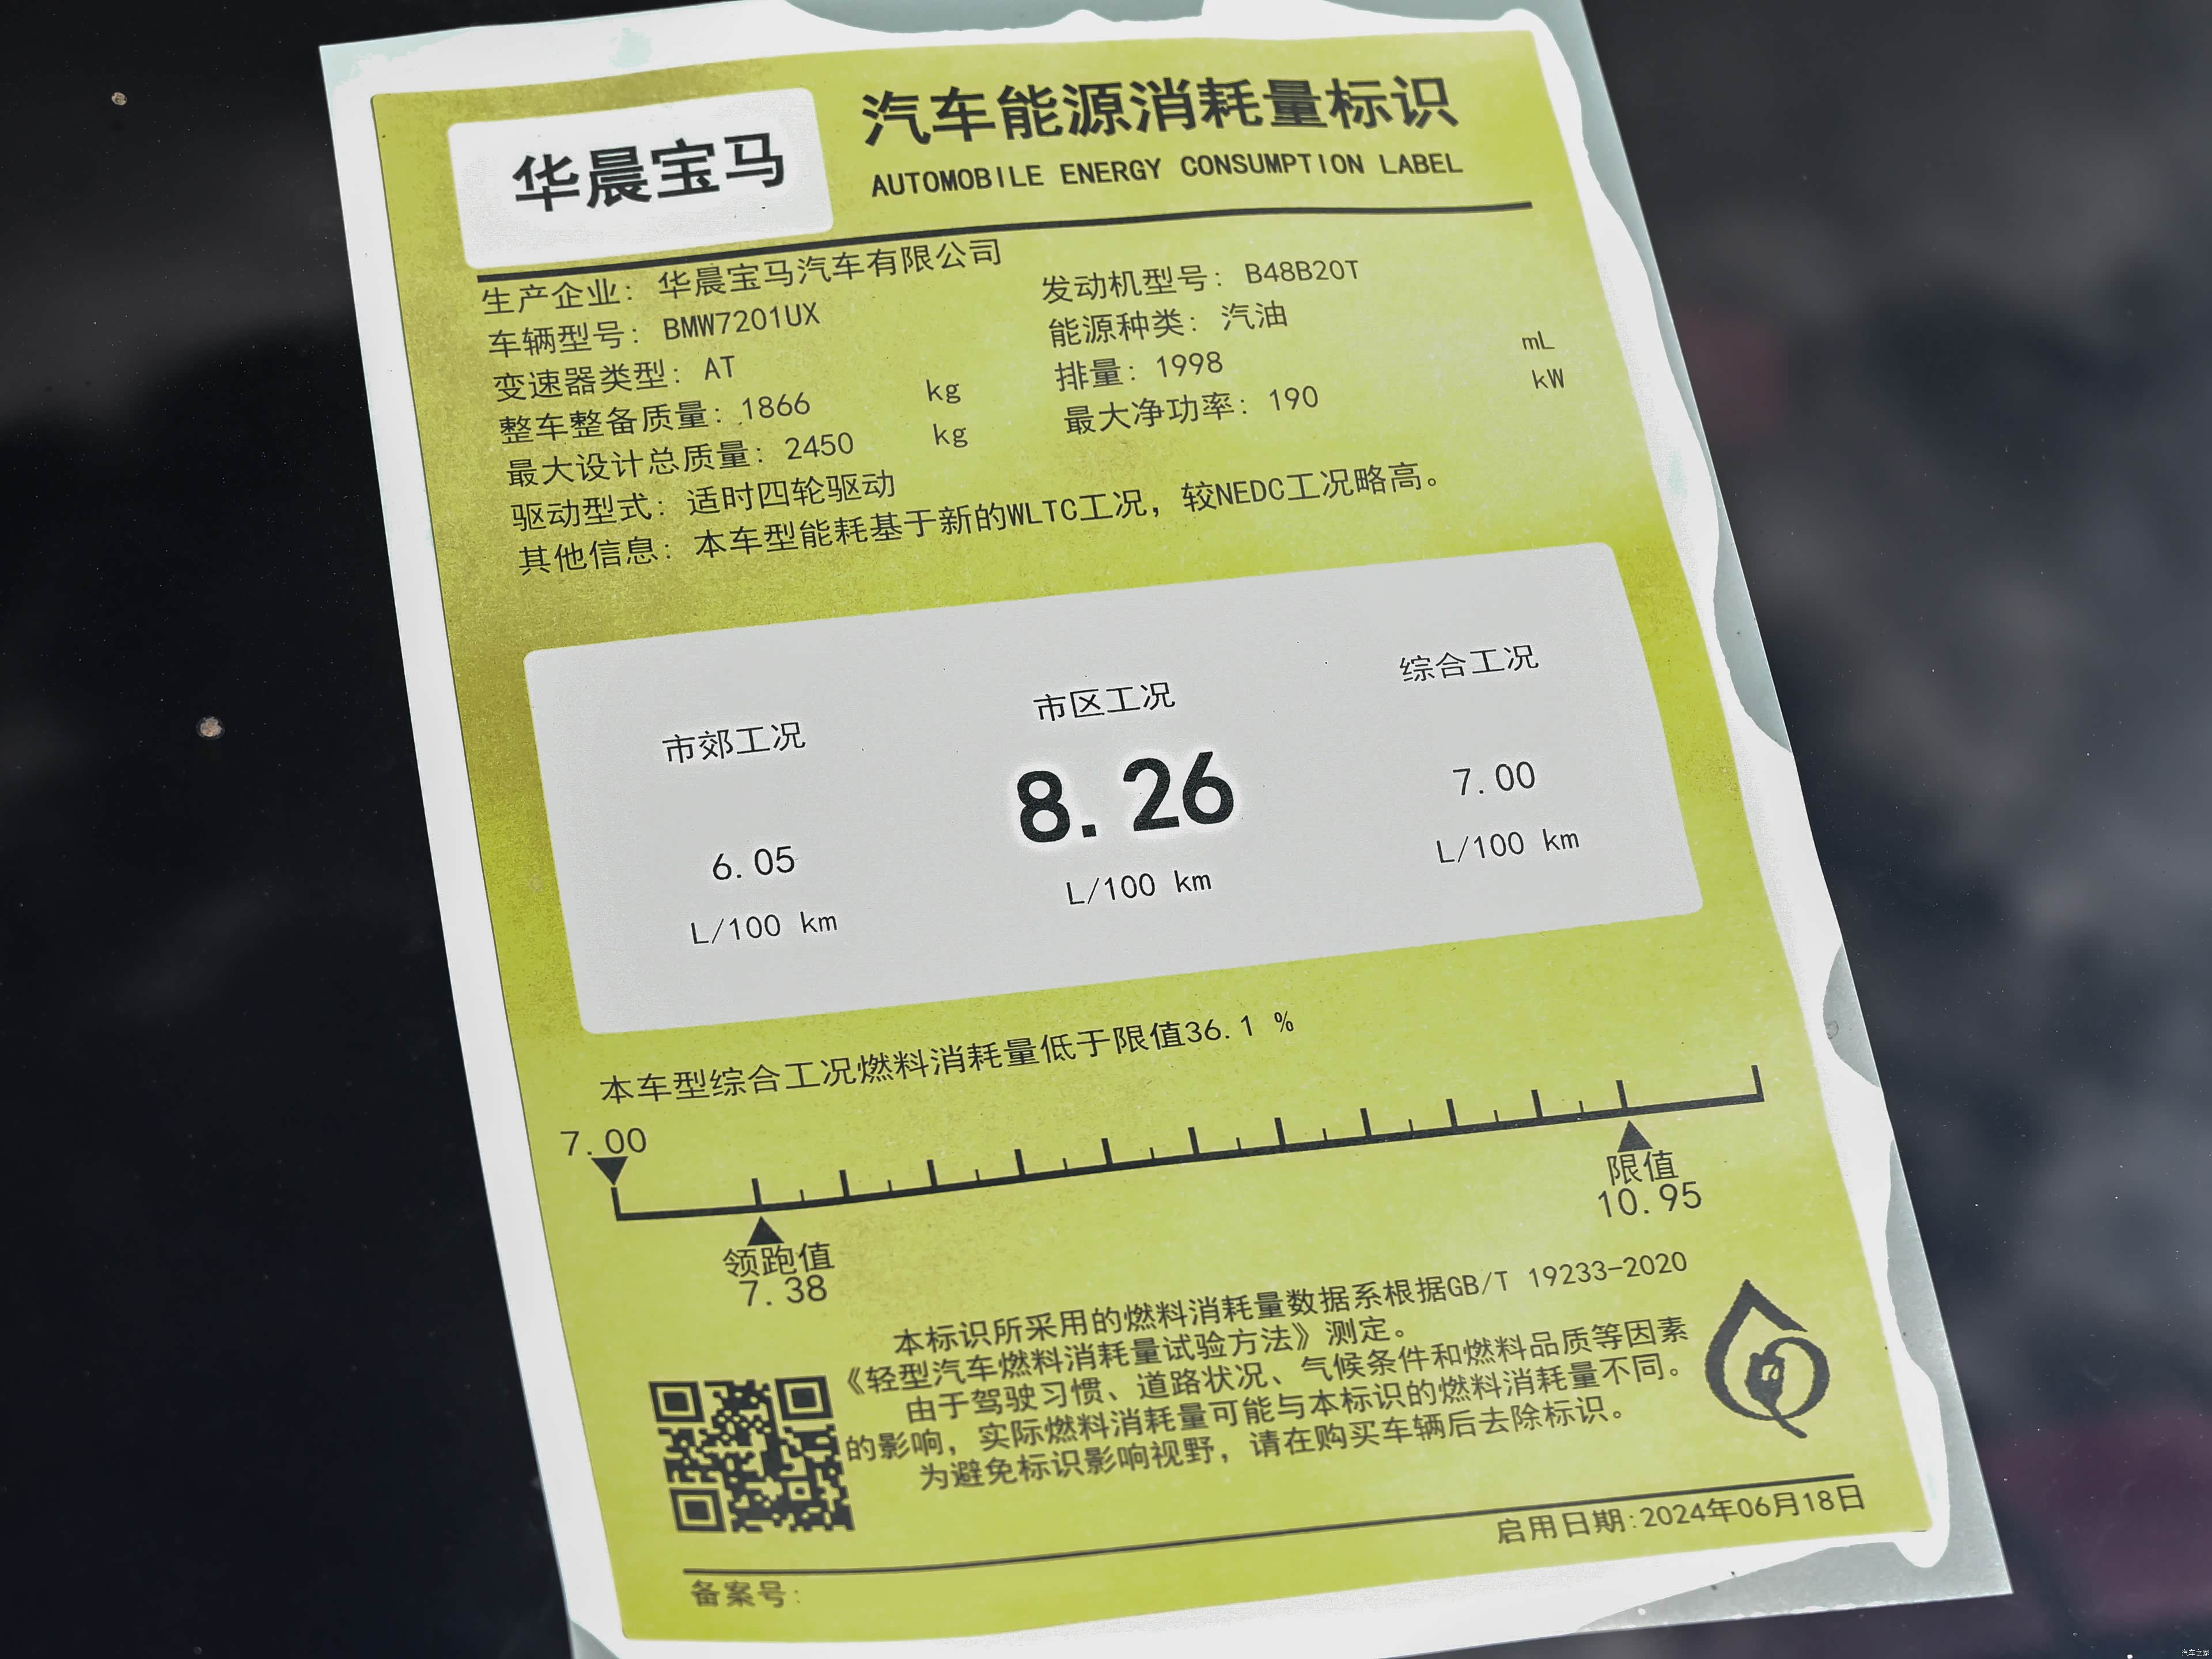 华晨宝马
汽车能源消耗量标识
AUTOMOBILE ENERGY CONSUMPTION LABEL
生产企业: 华晨宝马汽车有限公司
车辆型号: BMW7201UX
变速器类型: AT
整车整备质量: 1866 kg
最大设计总质量: 2450 kg
驱动型式: 适时四轮驱动
其他信息: 本车型能耗基于新的WLTC工况, 较NEDC工况略高。
发动机型号: B48B20T
能源种类: 汽油
排量: 1998 mL
最大净功率: 190 kW
市郊工况
6.05
L/100 km
市区工况
8.26
L/100 km
综合工况
7.00
L/100 km
本车型综合工况燃料消耗量低于限值36.1 %
7.00
领跑值
7.38
限值
10.95
本标识所采用的燃料消耗量数据系根据GB/T 19233-2020
《轻型汽车燃料消耗量试验方法》测定。
由于驾驶习惯、道路状况、气候条件和燃料品质等因素
的影响, 实际燃料消耗量可能与本标识的燃料消耗量不同。
为避免标识影响视野, 请在购买车辆后去除标识。
启用日期:2024年06月18日
备案号:
汽车之家